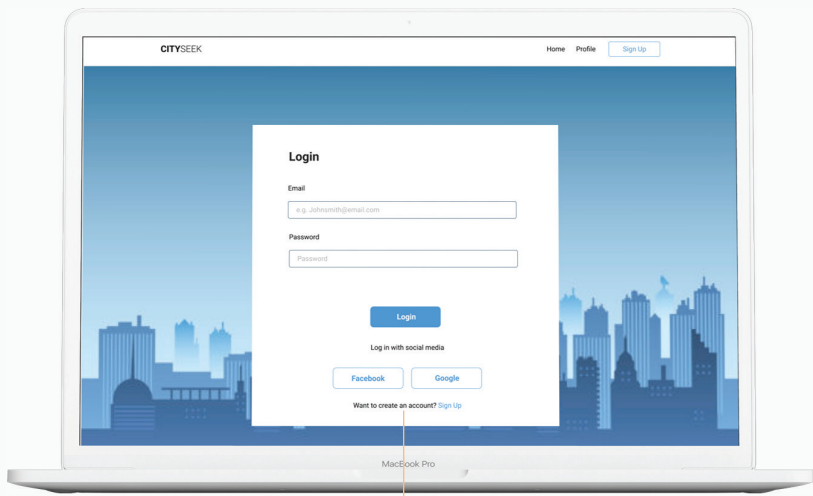 CITYSEEK
Home Profile Sign Up
Login
Email
e.g. Johnsmith@email.com
Password
Password
Login
Log in with social media
Facebook Google
Want to create an account? Sign Up
MacBook Pro